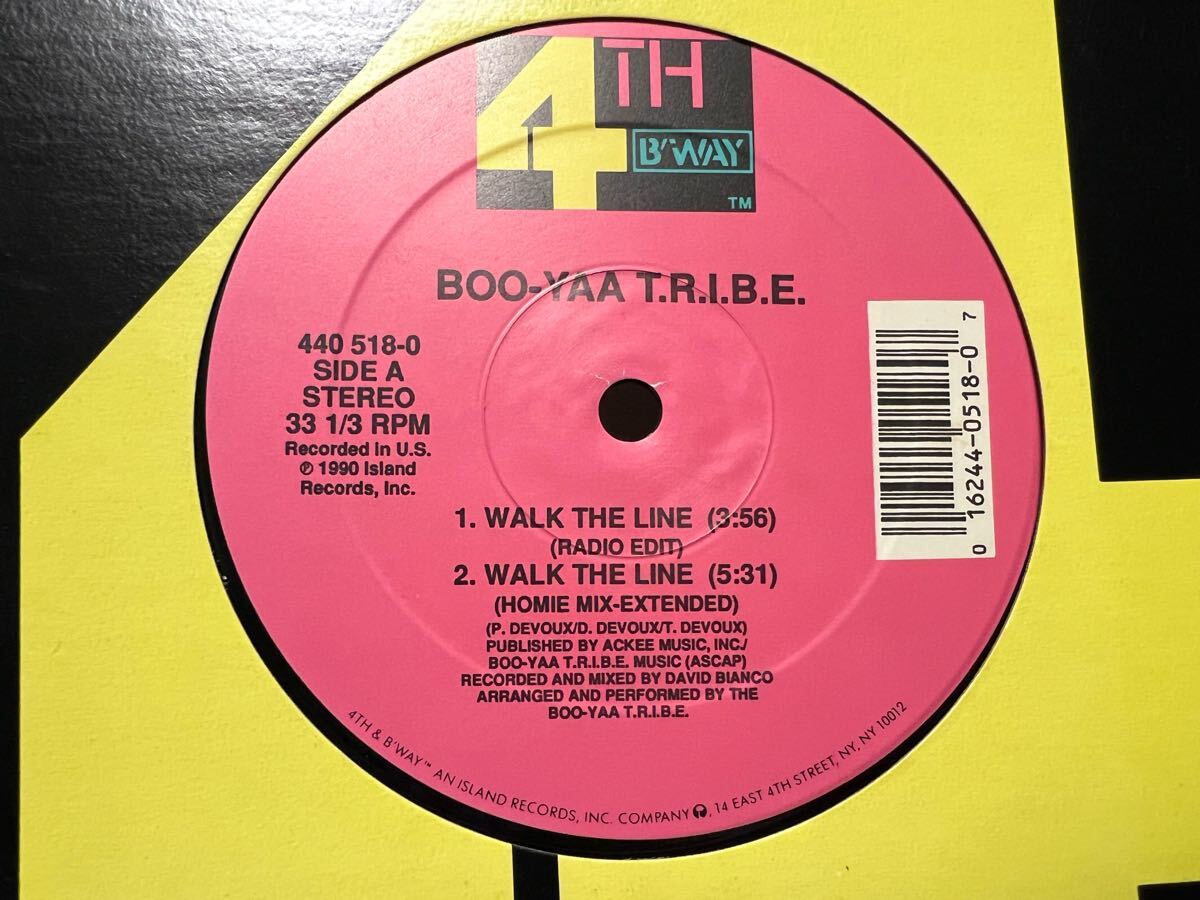 4TH
B'WAY
TM
BOO-YAA T.R.I.B.E.
440 518-0
SIDE A
STEREO
33 1/3 RPM
Recorded in U.S.
℗ 1990 Island
Records, Inc.
0 16244-0518-0 7
1. WALK THE LINE (3:56)
(RADIO EDIT)
2. WALK THE LINE (5:31)
(HOMIE MIX-EXTENDED)
(P. DEVOUX/D. DEVOUX/T. DEVOUX)
PUBLISHED BY ACKEE MUSIC, INC./
BOO-YAA T.R.I.B.E. MUSIC (ASCAP)
RECORDED AND MIXED BY DAVID BIANCO
ARRANGED AND PERFORMED BY THE
BOO-YAA T.R.I.B.E.
4TH & B'WAY™ AN ISLAND RECORDS, INC. COMPANY, 14 EAST 4TH STREET, NY, NY 10012